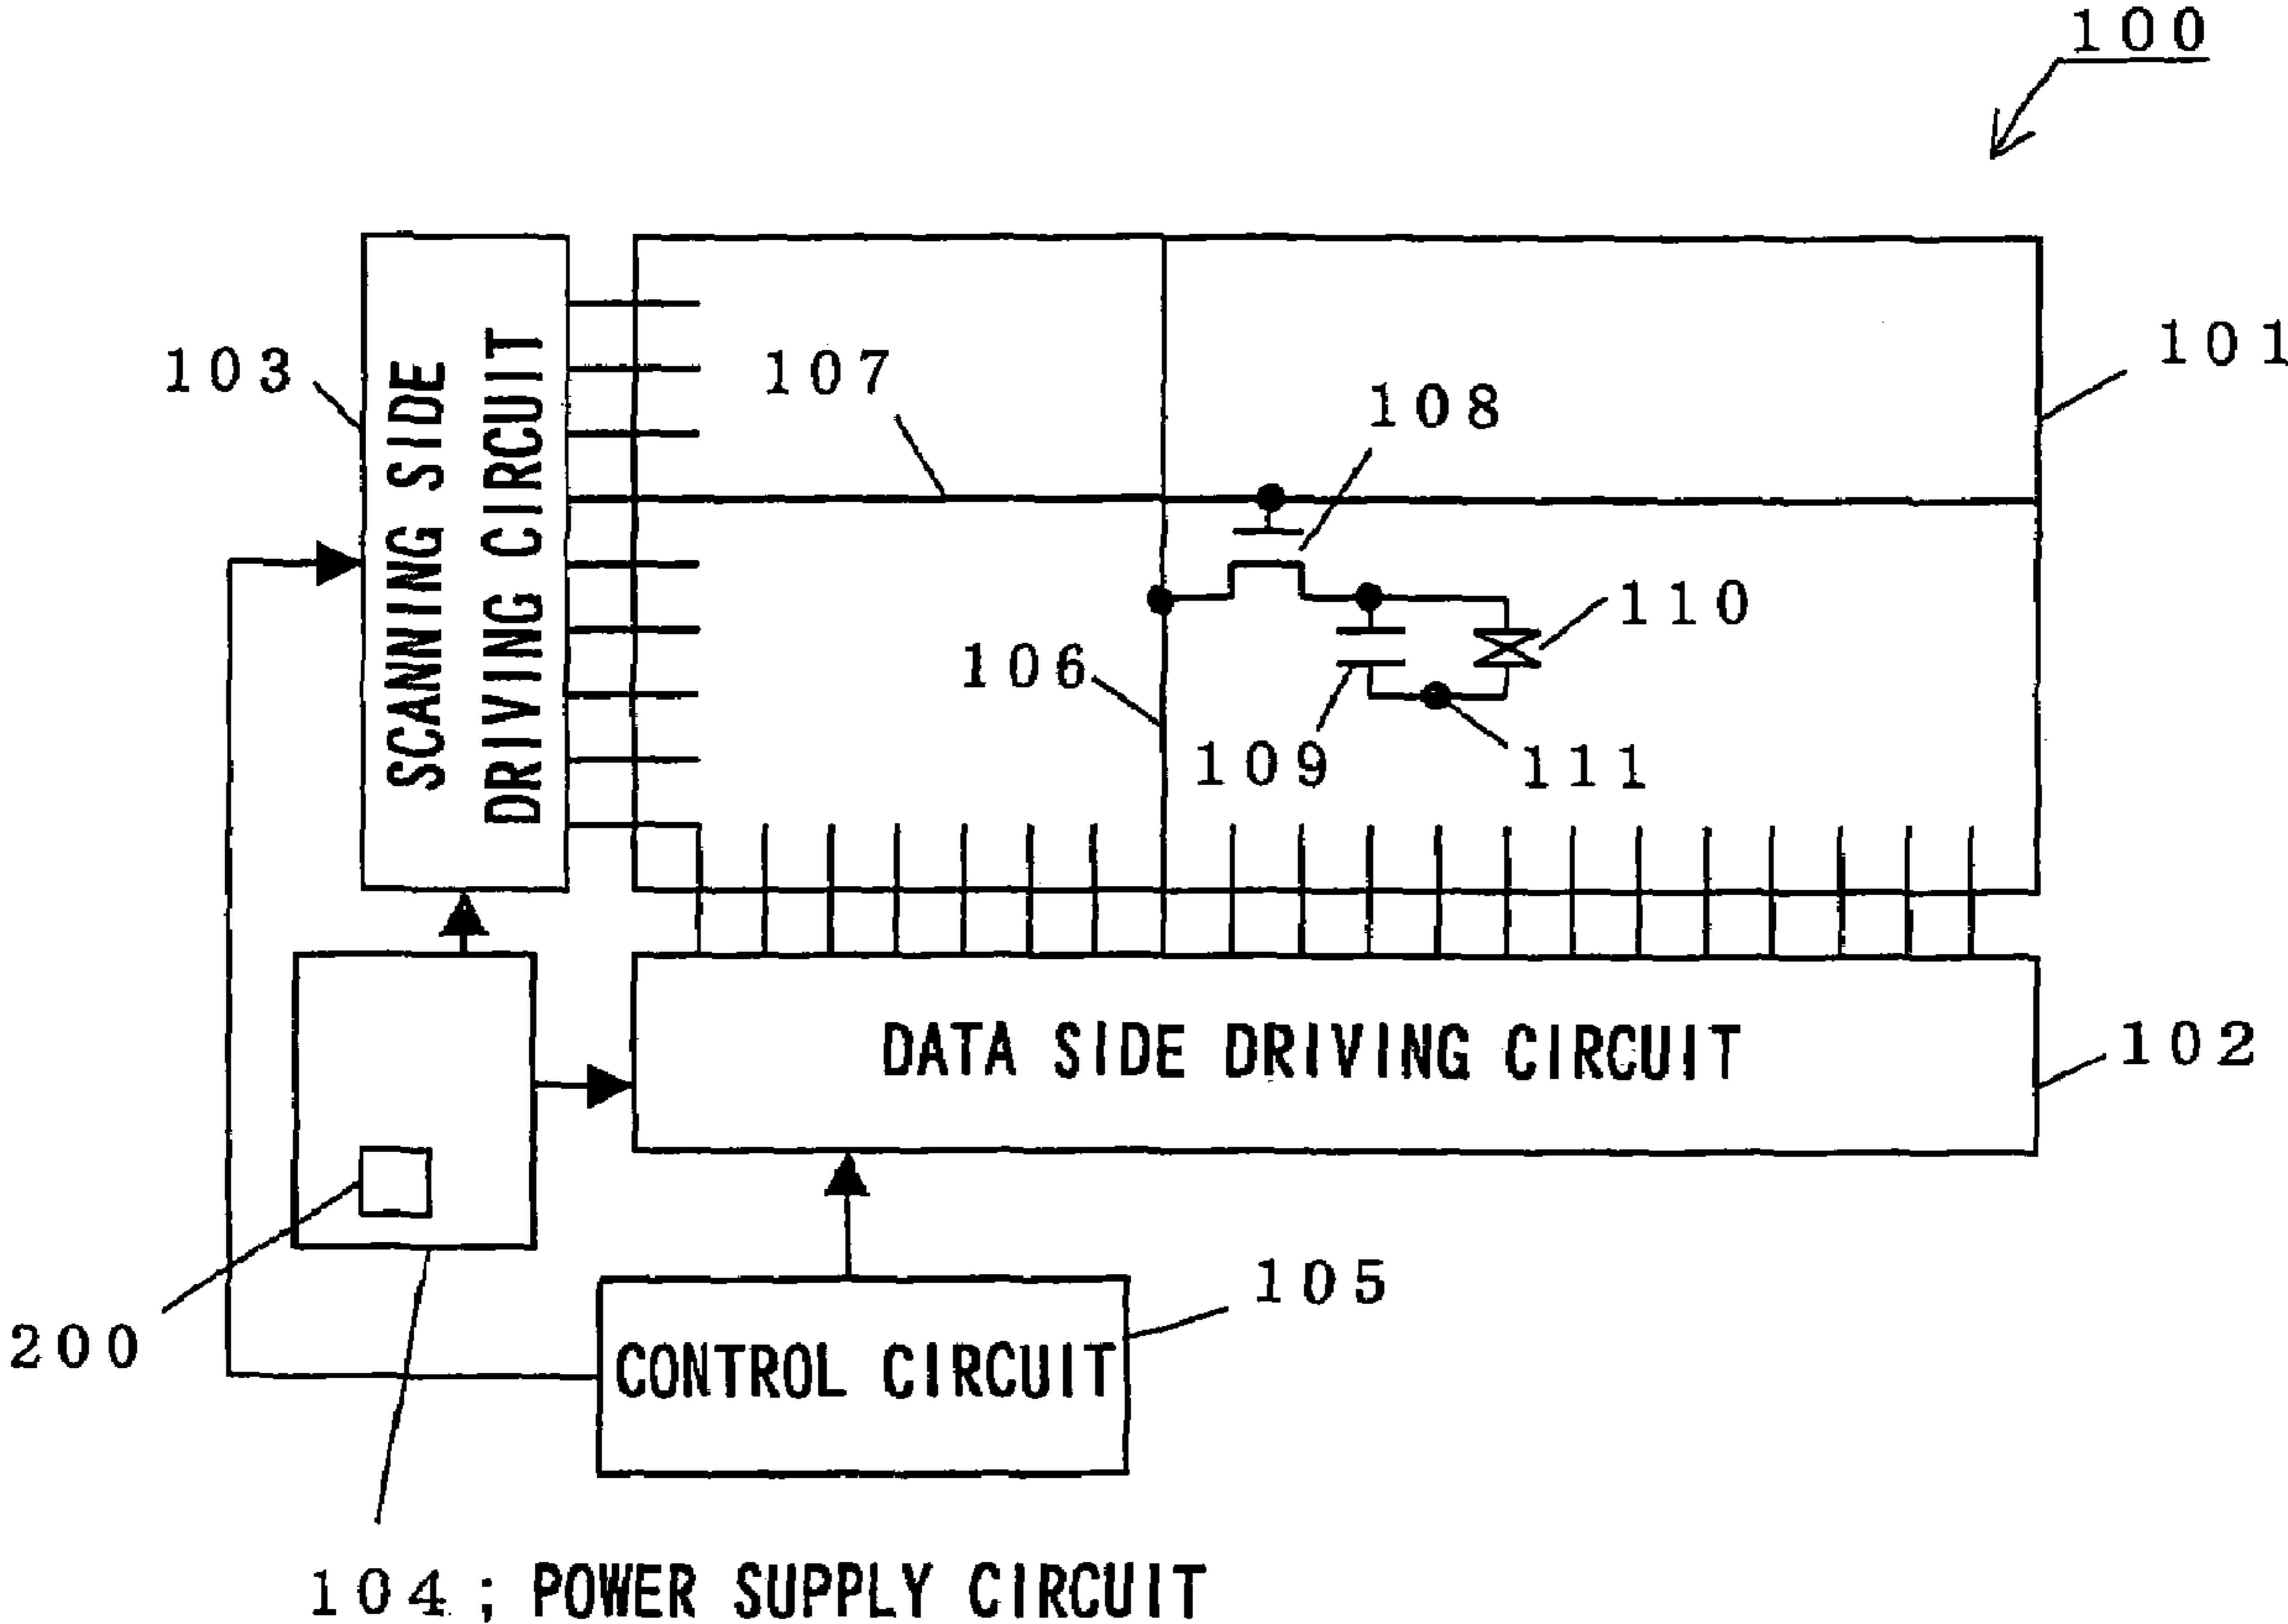 100
101
103
SCANNING SIDE
DRIVING CIRCUIT
107
108
110
106
109
111
DATA SIDE DRIVING CIRCUIT
102
200
105
CONTROL CIRCUIT
104; POWER SUPPLY CIRCUIT